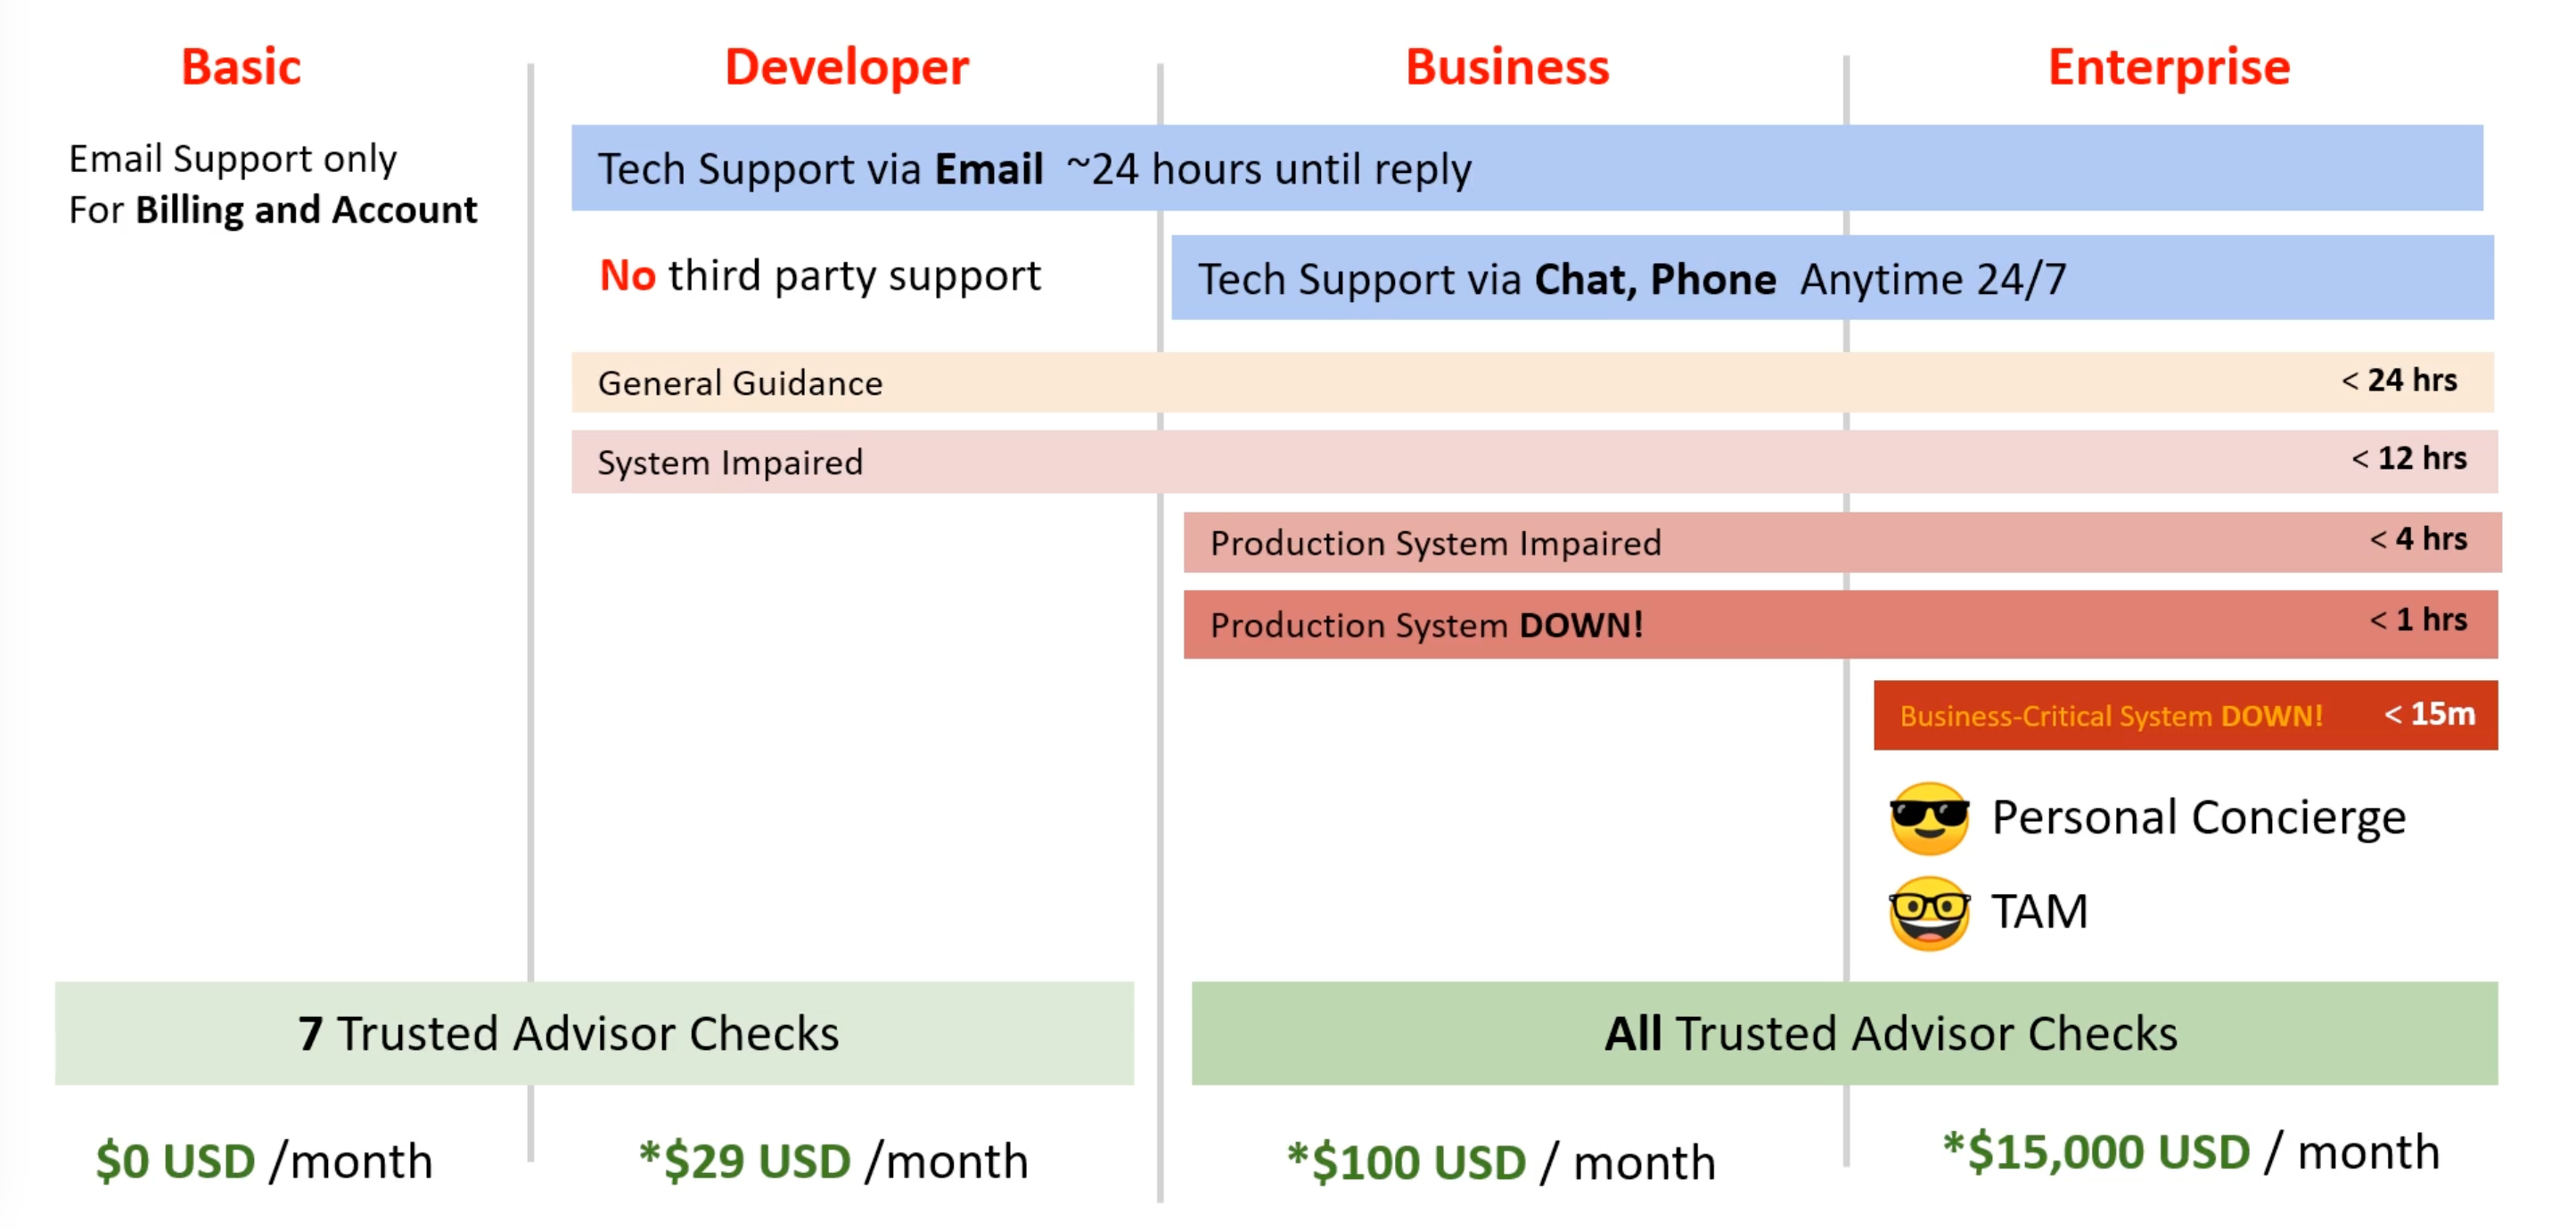 Basic
Developer
Business
Enterprise
Email Support only
For Billing and Account
Tech Support via Email ~24 hours until reply
No third party support
Tech Support via Chat, Phone Anytime 24/7
General Guidance < 24 hrs
System Impaired < 12 hrs
Production System Impaired < 4 hrs
Production System DOWN! < 1 hrs
Business-Critical System DOWN! < 15m
Personal Concierge
TAM
7 Trusted Advisor Checks
All Trusted Advisor Checks
$0 USD /month
*$29 USD /month
*$100 USD / month
*$15,000 USD / month